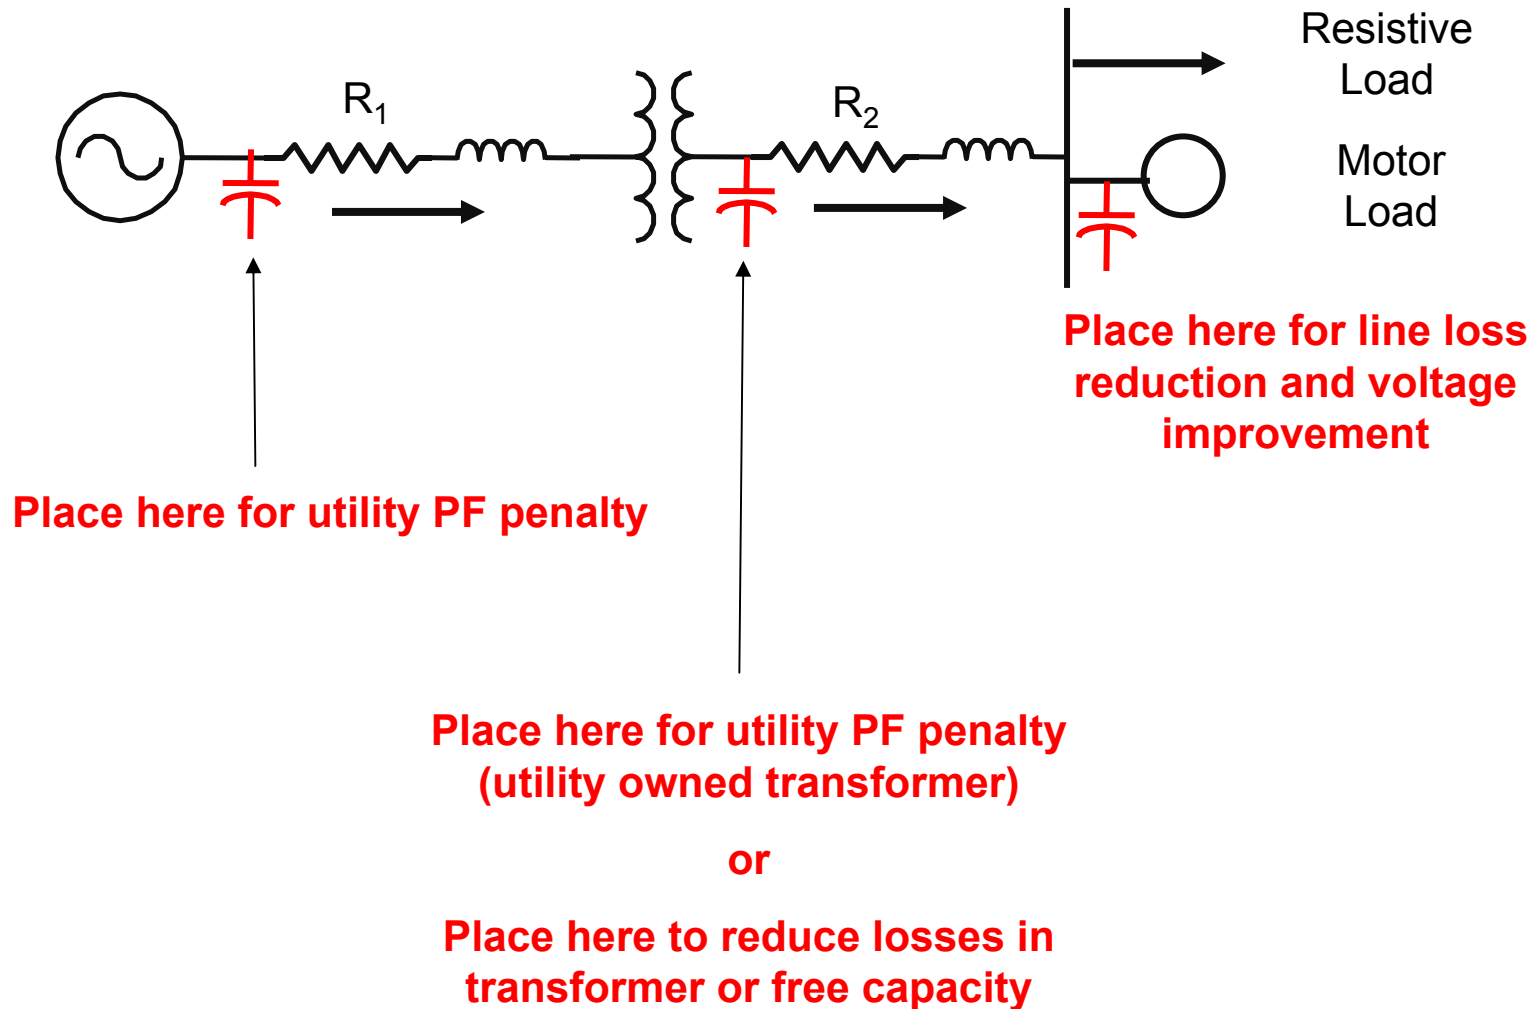 Resistive
Load
R₁
R₂
Motor
Load
Place here for line loss
reduction and voltage
improvement
Place here for utility PF penalty
Place here for utility PF penalty
(utility owned transformer)
or
Place here to reduce losses in
transformer or free capacity